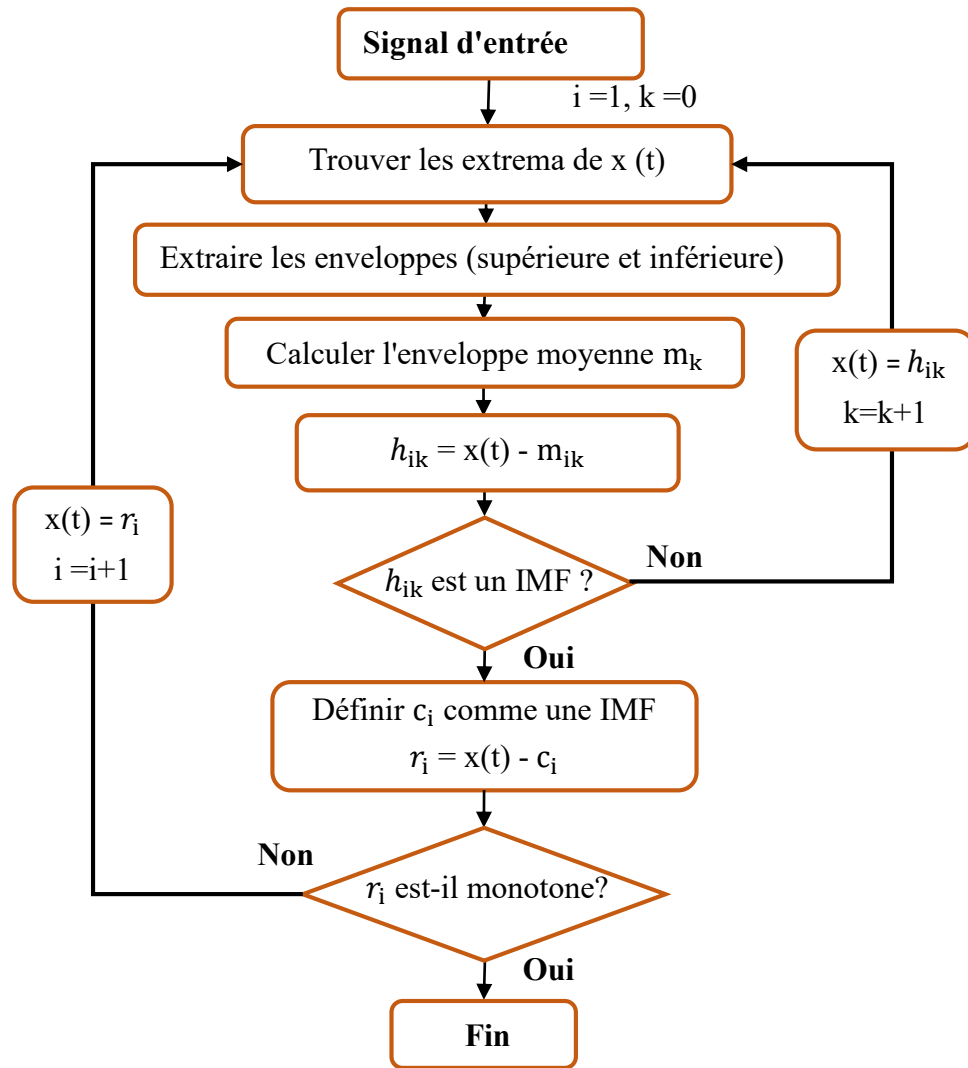 Signal d'entrée
i =1, k =0
Trouver les extrema de x (t)
Extraire les enveloppes (supérieure et inférieure)
Calculer l'enveloppe moyenne mₖ
x(t) = hᵢₖ
k=k+1
hᵢₖ = x(t) - mᵢₖ
x(t) = rᵢ
i =i+1
hᵢₖ est un IMF ?
Non
Oui
Définir cᵢ comme une IMF
rᵢ = x(t) - cᵢ
Non
rᵢ est-il monotone?
Oui
Fin